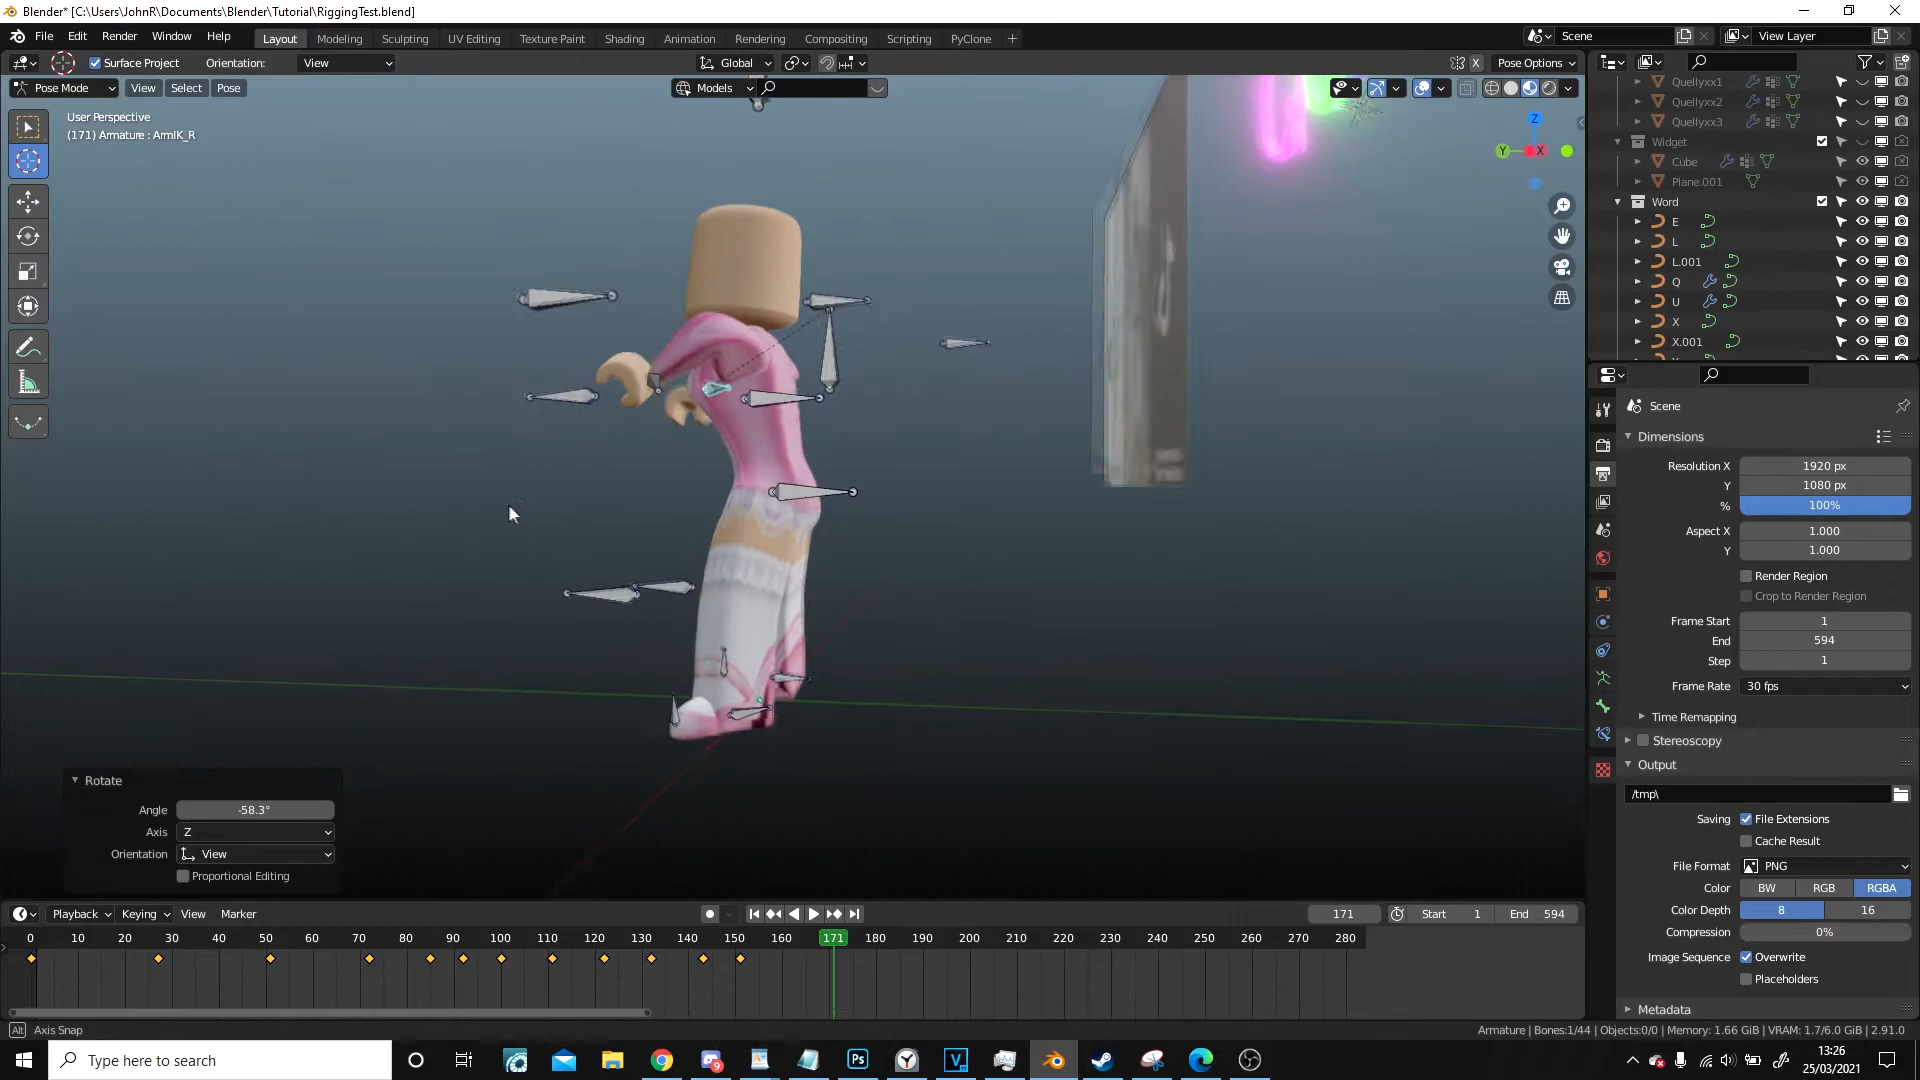 Blender* [C:\Users\JohnR\Documents\Blender\Tutorial\RiggingTest.blend]
File Edit Render Window Help Layout Modeling Sculpting UV Editing Texture Paint Shading Animation Rendering Compositing Scripting PyClone + Scene View Layer
Surface Project Orientation: View Global X Pose Options
Pose Mode View Select Pose Models
User Perspective
(171) Armature : ArmIK_R
Z
Y X
Quellyxx1
Quellyxx2
Quellyxx3
Widget
Cube
Plane.001
Word
E
L
L.001
Q
U
X
X.001
Scene
Dimensions
Resolution X 1920 px
Y 1080 px
% 100%
Aspect X 1.000
Y 1.000
Render Region
Crop to Render Region
Frame Start 1
End 594
Step 1
Frame Rate 30 fps
Time Remapping
Stereoscopy
Output
/tmp\
Saving File Extensions
Cache Result
File Format PNG
Color BW RGB RGBA
Color Depth 8 16
Compression 0%
Image Sequence Overwrite
Placeholders
Metadata
Rotate
Angle -58.3°
Axis Z
Orientation View
Proportional Editing
Playback Keying View Marker 171 Start 1 End 594
0 10 20 30 40 50 60 70 80 90 100 110 120 130 140 150 160 171 180 190 200 210 220 230 240 250 260 270 280
Alt Axis Snap
Armature | Bones:1/44 | Objects:0/0 | Memory: 1.66 GiB | VRAM: 1.7/6.0 GiB | 2.91.0
Type here to search
9
Ps
V
13:26
25/03/2021